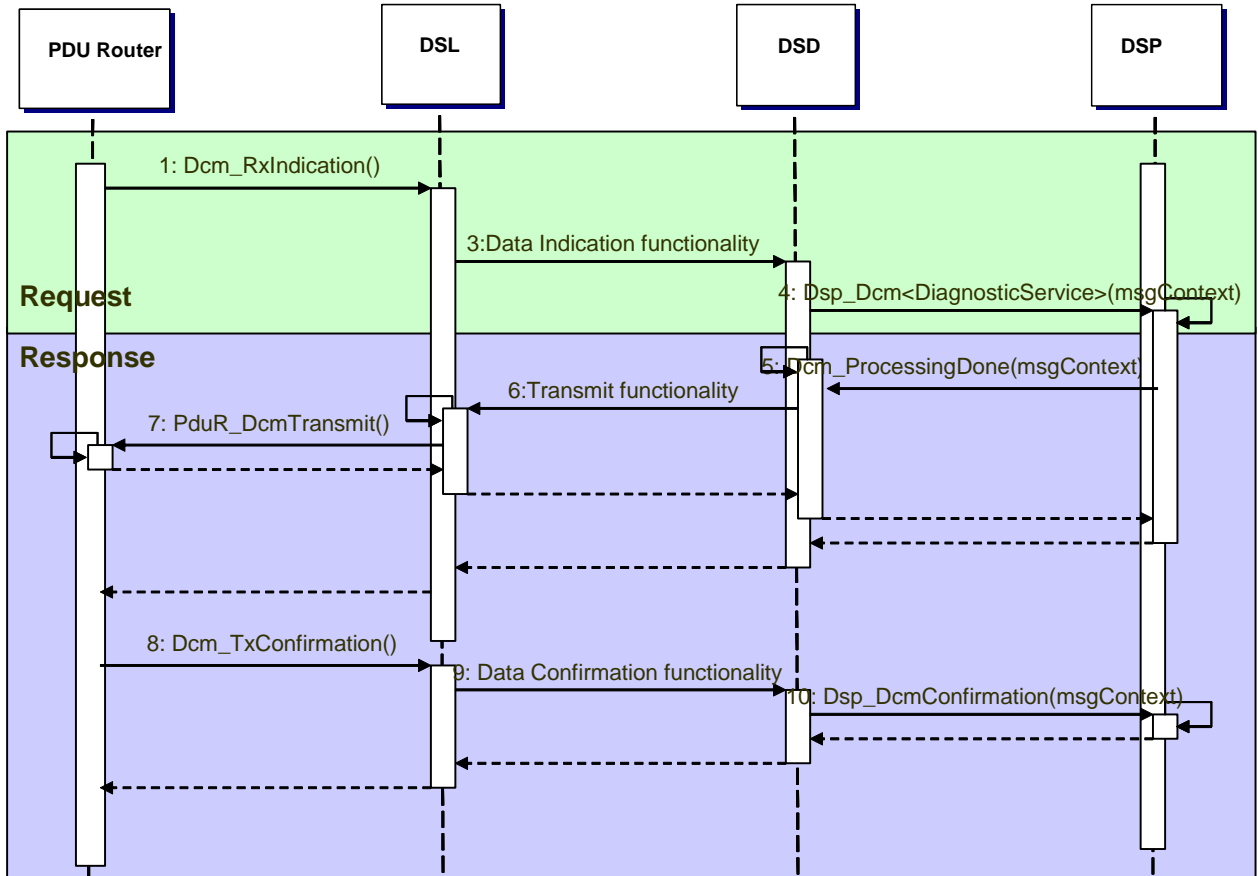 PDU Router
DSL
DSD
DSP
1: Dcm_RxIndication()
3:Data Indication functionality
4: Dsp_Dcm<DiagnosticService>(msgContext)
Request
Response
5: Dcm_ProcessingDone(msgContext)
6:Transmit functionality
7: PduR_DcmTransmit()
8: Dcm_TxConfirmation()
9: Data Confirmation functionality
10: Dsp_DcmConfirmation(msgContext)